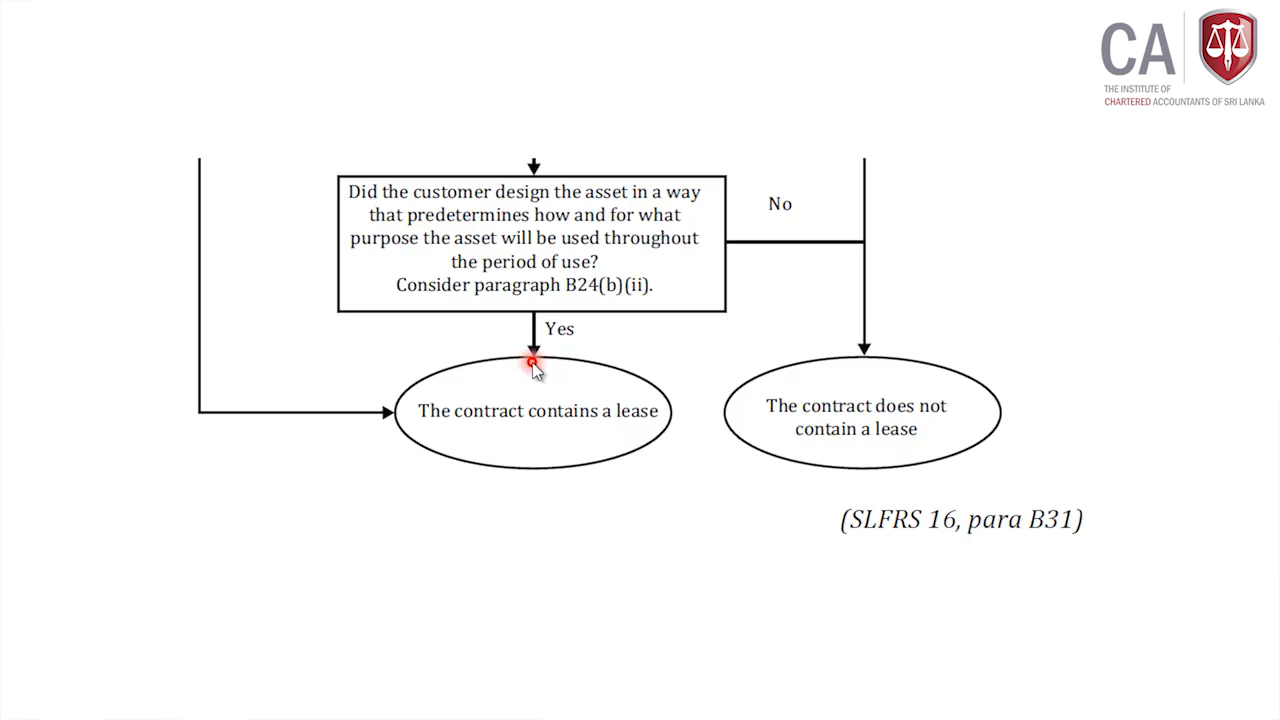 CA
THE INSTITUTE OF
CHARTERED ACCOUNTANTS OF SRI LANKA
Did the customer design the asset in a way
that predetermines how and for what
purpose the asset will be used throughout
the period of use?
Consider paragraph B24(b)(ii).
No
Yes
The contract contains a lease
The contract does not
contain a lease
(SLFRS 16, para B31)